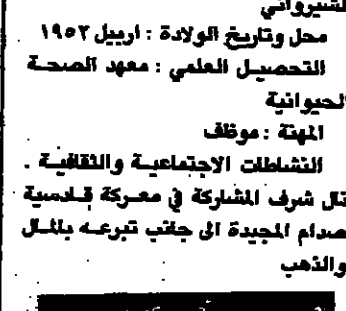 الشيرواني
محل وتاريخ الولادة : اربيل ١٩٥٢
التحصيل العلمي : معهد الصحة
الحيوانية
المهنة : موظف
النشاطات الاجتماعية والثقافية .
نال شرف المشاركة في معركة قادسية
صدام المجيدة الى جانب تبرعه بالمال
والذهب